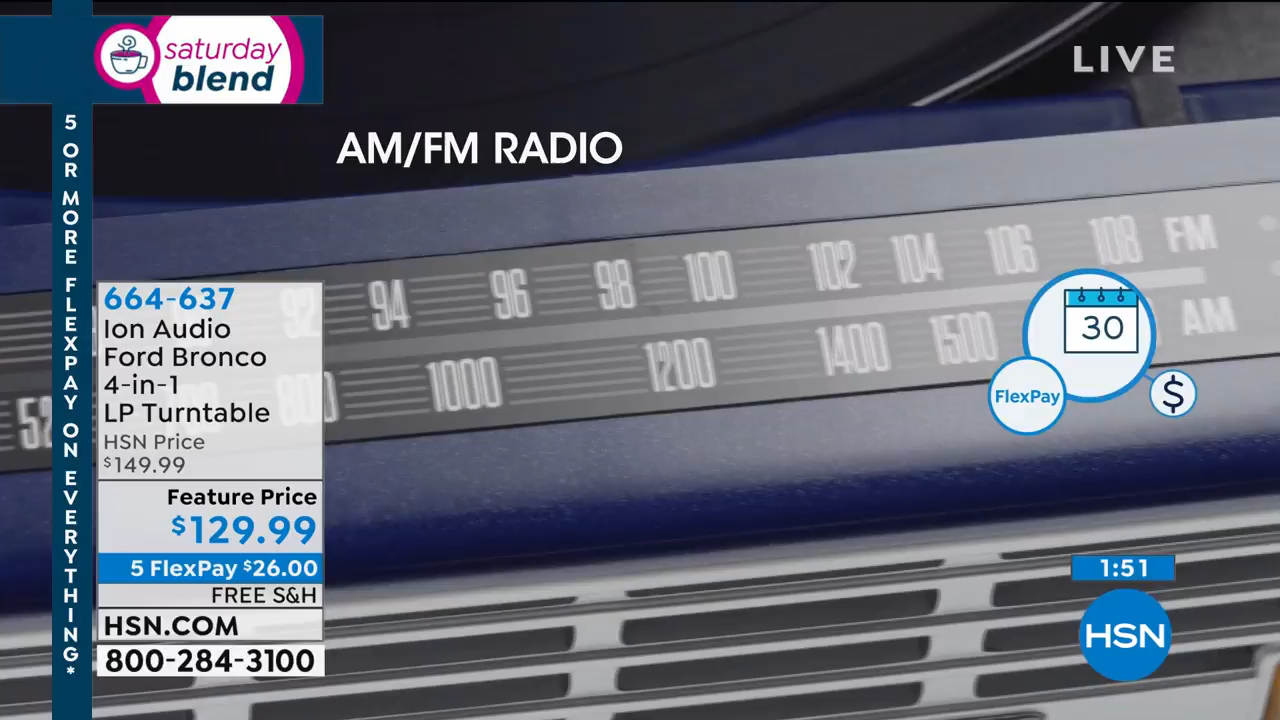 saturday
blend
LIVE
5 OR MORE FLEXPAY ON EVERYTHING*
AM/FM RADIO
92 94 96 98 100 102 104 106 108 FM
800 1000 1200 1400 1500 AM
30
FlexPay
$
664-637
Ion Audio
Ford Bronco
4-in-1
LP Turntable
HSN Price
$149.99
Feature Price
$129.99
5 FlexPay $26.00
FREE S&H
HSN.COM
800-284-3100
1:51
HSN